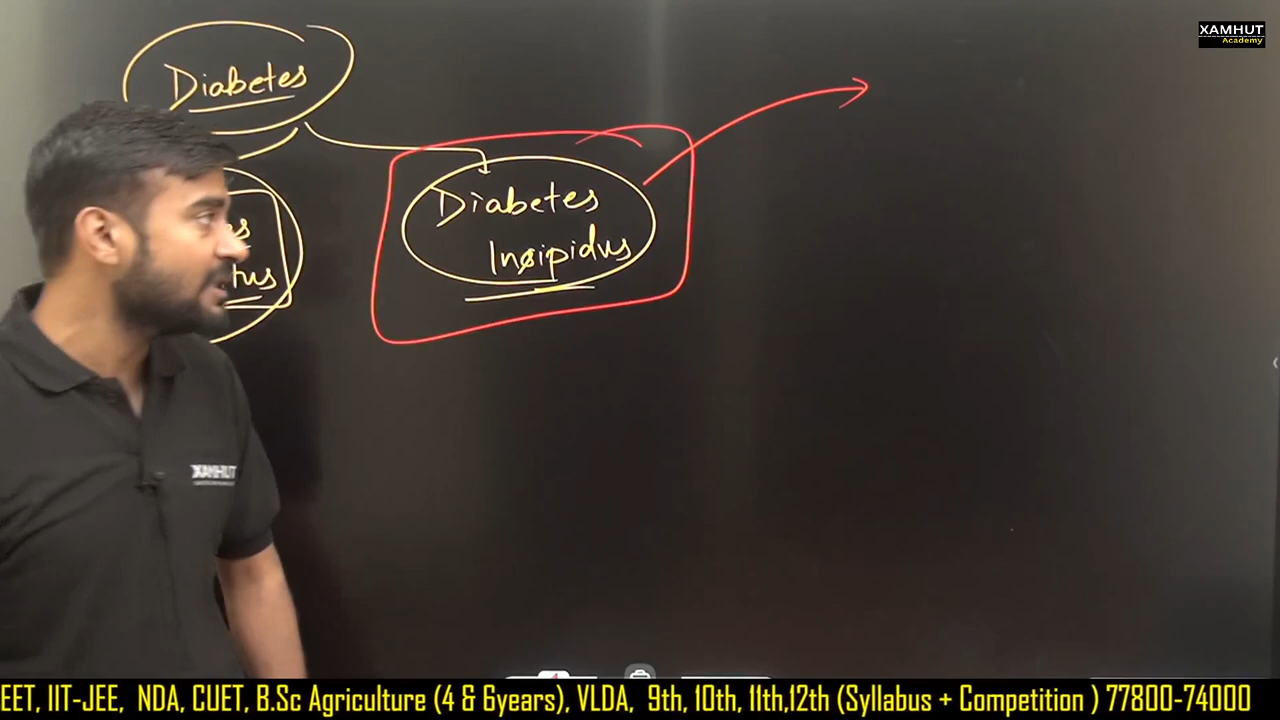 XAMHUT
Academy
Diabetes
Diabetes
Insipidus
XAMHUT
EET, IIT-JEE, NDA, CUET, B.Sc Agriculture (4 & 6years), VLDA, 9th, 10th, 11th,12th (Syllabus + Competition ) 77800-74000